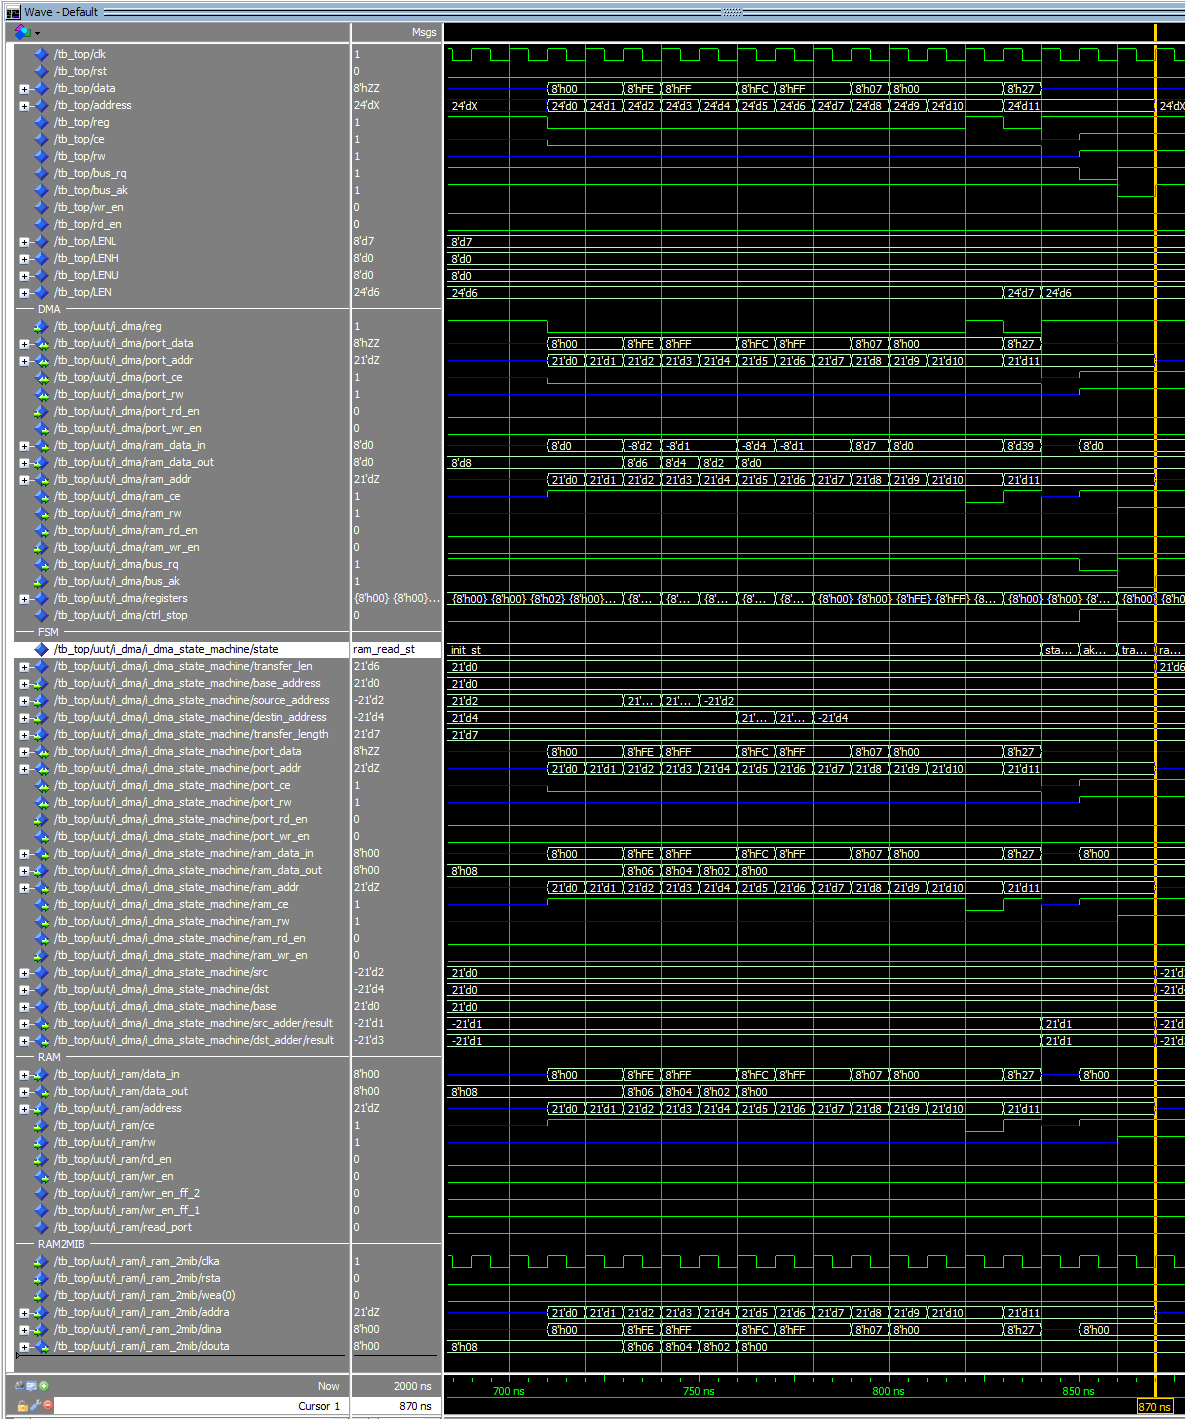 Wave - Default
Msgs
/tb_top/clk 1
/tb_top/rst 1
/tb_top/data 8'hZZ 8'h00 8'hFE 8'hFF 8'hFC 8'hFF 8'h07 8'h00 8'h27
/tb_top/address 24'dX 24'dX 24'd0 24'd1 24'd2 24'd3 24'd4 24'd5 24'd6 24'd7 24'd8 24'd9 24'd10 24'd11 24'dX
/tb_top/reg 1
/tb_top/ce 1
/tb_top/rw 1
/tb_top/bus_rq 1
/tb_top/bus_ak 1
/tb_top/wr_en 0
/tb_top/rd_en 0
/tb_top/LENL 8'd7 8'd7
/tb_top/LENH 8'd0 8'd0
/tb_top/LENU 8'd0 8'd0
/tb_top/LEN 24'd6 24'd6 24'd7 24'd6
DMA
/tb_top/uut/i_dma/reg 1
/tb_top/uut/i_dma/port_data 8'hZZ 8'h00 8'hFE 8'hFF 8'hFC 8'hFF 8'h07 8'h00 8'h27
/tb_top/uut/i_dma/port_addr 21'dZ 21'd0 21'd1 21'd2 21'd3 21'd4 21'd5 21'd6 21'd7 21'd8 21'd9 21'd10 21'd11
/tb_top/uut/i_dma/port_ce 1
/tb_top/uut/i_dma/port_rw 1
/tb_top/uut/i_dma/port_rd_en 0
/tb_top/uut/i_dma/port_wr_en 0
/tb_top/uut/i_dma/ram_data_in 8'd0 8'd0 -8'd2 -8'd1 -8'd4 -8'd1 8'd7 8'd0 8'd39 8'd0
/tb_top/uut/i_dma/ram_data_out 8'd0 8'd8 8'd6 8'd4 8'd2 8'd0
/tb_top/uut/i_dma/ram_addr 21'dZ 21'd0 21'd1 21'd2 21'd3 21'd4 21'd5 21'd6 21'd7 21'd8 21'd9 21'd10 21'd11
/tb_top/uut/i_dma/ram_ce 1
/tb_top/uut/i_dma/ram_rw 1
/tb_top/uut/i_dma/ram_rd_en 0
/tb_top/uut/i_dma/ram_wr_en 0
/tb_top/uut/i_dma/bus_rq 1
/tb_top/uut/i_dma/bus_ak 1
/tb_top/uut/i_dma/registers {8'h00} {8'h00}... {8'h00} {8'h00} {8'h02} {8'h00}... {8'... {8'... {8'... {8'... {8'... {8'h00} {8'h00} {8'hFE} {8'hFF} {8... {8'h00} {8'h00} {8'... {8'h00} {8'h0
/tb_top/uut/i_dma/ctrl_stop 0
FSM
/tb_top/uut/i_dma/i_dma_state_machine/state ram_read_st init_st sta... ak... tra... ra...
/tb_top/uut/i_dma/i_dma_state_machine/transfer_len 21'd6 21'd0 21'd6
/tb_top/uut/i_dma/i_dma_state_machine/base_address 21'd0 21'd0
/tb_top/uut/i_dma/i_dma_state_machine/source_address -21'd2 21'd2 21'... 21'... -21'd2
/tb_top/uut/i_dma/i_dma_state_machine/destin_address -21'd4 21'd4 21'... 21'... -21'd4
/tb_top/uut/i_dma/i_dma_state_machine/transfer_length 21'd7 21'd7
/tb_top/uut/i_dma/i_dma_state_machine/port_data 8'hZZ 8'h00 8'hFE 8'hFF 8'hFC 8'hFF 8'h07 8'h00 8'h27
/tb_top/uut/i_dma/i_dma_state_machine/port_addr 21'dZ 21'd0 21'd1 21'd2 21'd3 21'd4 21'd5 21'd6 21'd7 21'd8 21'd9 21'd10 21'd11
/tb_top/uut/i_dma/i_dma_state_machine/port_ce 1
/tb_top/uut/i_dma/i_dma_state_machine/port_rw 1
/tb_top/uut/i_dma/i_dma_state_machine/port_rd_en 0
/tb_top/uut/i_dma/i_dma_state_machine/port_wr_en 0
/tb_top/uut/i_dma/i_dma_state_machine/ram_data_in 8'h00 8'h00 8'hFE 8'hFF 8'hFC 8'hFF 8'h07 8'h00 8'h27 8'h00
/tb_top/uut/i_dma/i_dma_state_machine/ram_data_out 8'h00 8'h08 8'h06 8'h04 8'h02 8'h00
/tb_top/uut/i_dma/i_dma_state_machine/ram_addr 21'dZ 21'd0 21'd1 21'd2 21'd3 21'd4 21'd5 21'd6 21'd7 21'd8 21'd9 21'd10 21'd11
/tb_top/uut/i_dma/i_dma_state_machine/ram_ce 1
/tb_top/uut/i_dma/i_dma_state_machine/ram_rw 1
/tb_top/uut/i_dma/i_dma_state_machine/ram_rd_en 0
/tb_top/uut/i_dma/i_dma_state_machine/ram_wr_en 0
/tb_top/uut/i_dma/i_dma_state_machine/src -21'd2 21'd0 -21'd2
/tb_top/uut/i_dma/i_dma_state_machine/dst -21'd4 21'd0 -21'd4
/tb_top/uut/i_dma/i_dma_state_machine/base 21'd0 21'd0
/tb_top/uut/i_dma/i_dma_state_machine/src_adder/result -21'd1 -21'd1 21'd1 -21'd1
/tb_top/uut/i_dma/i_dma_state_machine/dst_adder/result -21'd3 -21'd1 21'd1 -21'd3
RAM
/tb_top/uut/i_ram/data_in 8'h00 8'h00 8'hFE 8'hFF 8'hFC 8'hFF 8'h07 8'h00 8'h27 8'h00
/tb_top/uut/i_ram/data_out 8'h00 8'h08 8'h06 8'h04 8'h02 8'h00
/tb_top/uut/i_ram/address 21'dZ 21'd0 21'd1 21'd2 21'd3 21'd4 21'd5 21'd6 21'd7 21'd8 21'd9 21'd10 21'd11
/tb_top/uut/i_ram/ce 1
/tb_top/uut/i_ram/rw 1
/tb_top/uut/i_ram/rd_en 0
/tb_top/uut/i_ram/wr_en 0
/tb_top/uut/i_ram/wr_en_ff_2 0
/tb_top/uut/i_ram/wr_en_ff_1 0
/tb_top/uut/i_ram/read_port 0
RAM2MIB
/tb_top/uut/i_ram/i_ram_2mib/clka 1
/tb_top/uut/i_ram/i_ram_2mib/rsta 0
/tb_top/uut/i_ram/i_ram_2mib/wea(0) 0
/tb_top/uut/i_ram/i_ram_2mib/addra 21'dZ 21'd0 21'd1 21'd2 21'd3 21'd4 21'd5 21'd6 21'd7 21'd8 21'd9 21'd10 21'd11
/tb_top/uut/i_ram/i_ram_2mib/dina 8'h00 8'h00 8'hFE 8'hFF 8'hFC 8'hFF 8'h07 8'h00 8'h27 8'h00
/tb_top/uut/i_ram/i_ram_2mib/douta 8'h00 8'h08 8'h06 8'h04 8'h02 8'h00
Now 2000 ns 700 ns 750 ns 800 ns 850 ns
Cursor 1 870 ns 870 ns